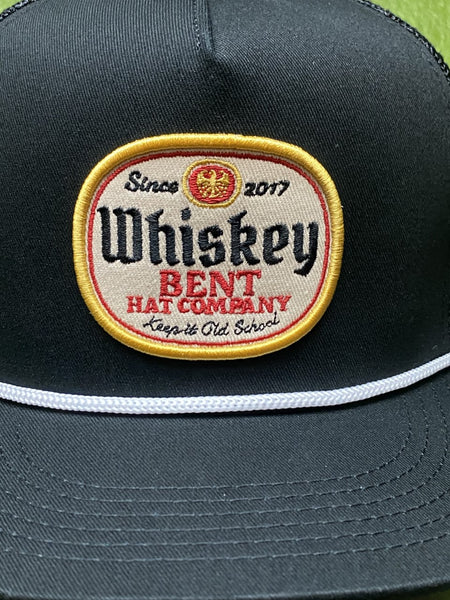 Since 2017
Whiskey
BENT
HAT COMPANY
Keep it Old School